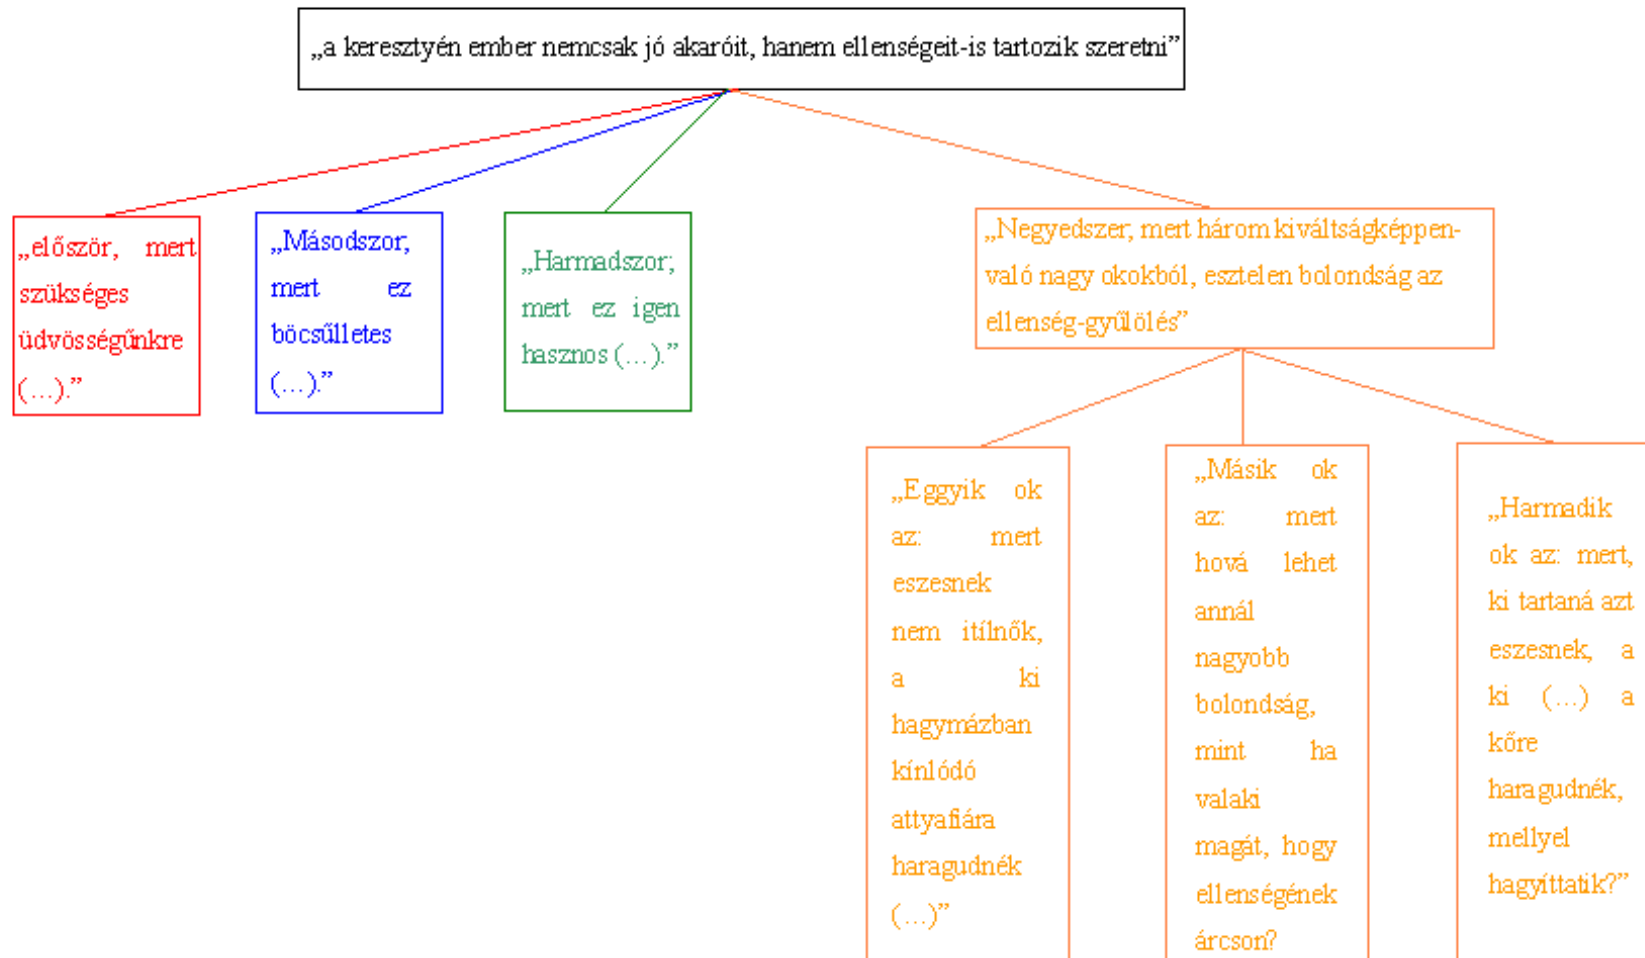 „a keresztyén ember nemcsak jó akaróit, hanem ellenségeit-is tartozik szeretni”
„először, mert
szükséges
üdvösségűnkre
(…).”
„Másodszor;
mert ez
böcsűlletes
(…).”
„Harmadszor;
mert ez igen
hasznos (…).”
„Negyedszer; mert három kiváltságképpen-
való nagy okokból, esztelen bolondság az
ellenség-gyűlölés”
„Eggyik ok
az: mert
eszesnek
nem itílnők,
a ki
hagymázban
kínlódó
attyafiára
haragudnék
(…)”
„Másik ok
az: mert
hová lehet
annál
nagyobb
bolondság,
mint ha
valaki
magát, hogy
ellenségének
árcson?
„Harmadik
ok az: mert,
ki tartaná azt
eszesnek, a
ki (…) a
kőre
haragudnék,
mellyel
hagyíttatik?”